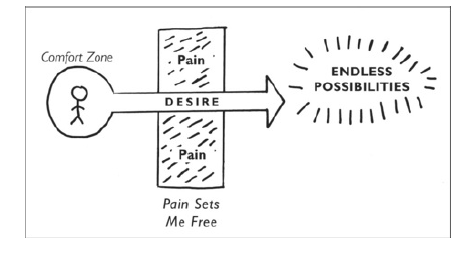 Comfort Zone
Pain
DESIRE
Pain
Pain Sets
Me Free
ENDLESS
POSSIBILITIES